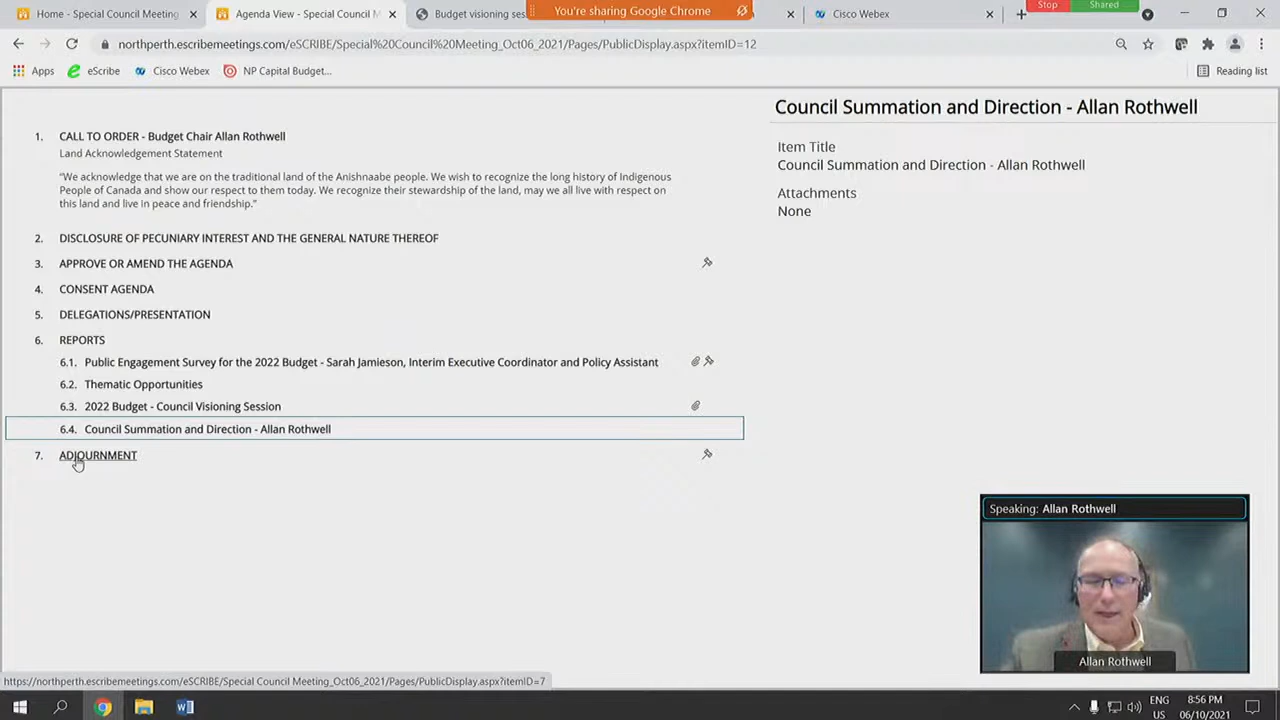 Home - Special Council Meeting
Agenda View - Special Council M
Budget visioning ses
You're sharing Google Chrome
Cisco Webex
Stop
Shared
northperth.escribemeetings.com/eSCRIBE/Special%20Council%20Meeting_Oct06_2021/Pages/PublicDisplay.aspx?itemID=12
Apps
eScribe
Cisco Webex
NP Capital Budget...
Reading list
1. CALL TO ORDER - Budget Chair Allan Rothwell
Land Acknowledgement Statement
"We acknowledge that we are on the traditional land of the Anishnaabe people. We wish to recognize the long history of Indigenous
People of Canada and show our respect to them today. We recognize their stewardship of the land, may we all live with respect on
this land and live in peace and friendship."
2. DISCLOSURE OF PECUNIARY INTEREST AND THE GENERAL NATURE THEREOF
3. APPROVE OR AMEND THE AGENDA
4. CONSENT AGENDA
5. DELEGATIONS/PRESENTATION
6. REPORTS
6.1. Public Engagement Survey for the 2022 Budget - Sarah Jamieson, Interim Executive Coordinator and Policy Assistant
6.2. Thematic Opportunities
6.3. 2022 Budget - Council Visioning Session
6.4. Council Summation and Direction - Allan Rothwell
7. ADJOURNMENT
Council Summation and Direction - Allan Rothwell
Item Title
Council Summation and Direction - Allan Rothwell
Attachments
None
Speaking: Allan Rothwell
Allan Rothwell
https://northperth.escribemeetings.com/eSCRIBE/Special Council Meeting_Oct06_2021/Pages/PublicDisplay.aspx?itemID=7
ENG
US
8:56 PM
06/10/2021